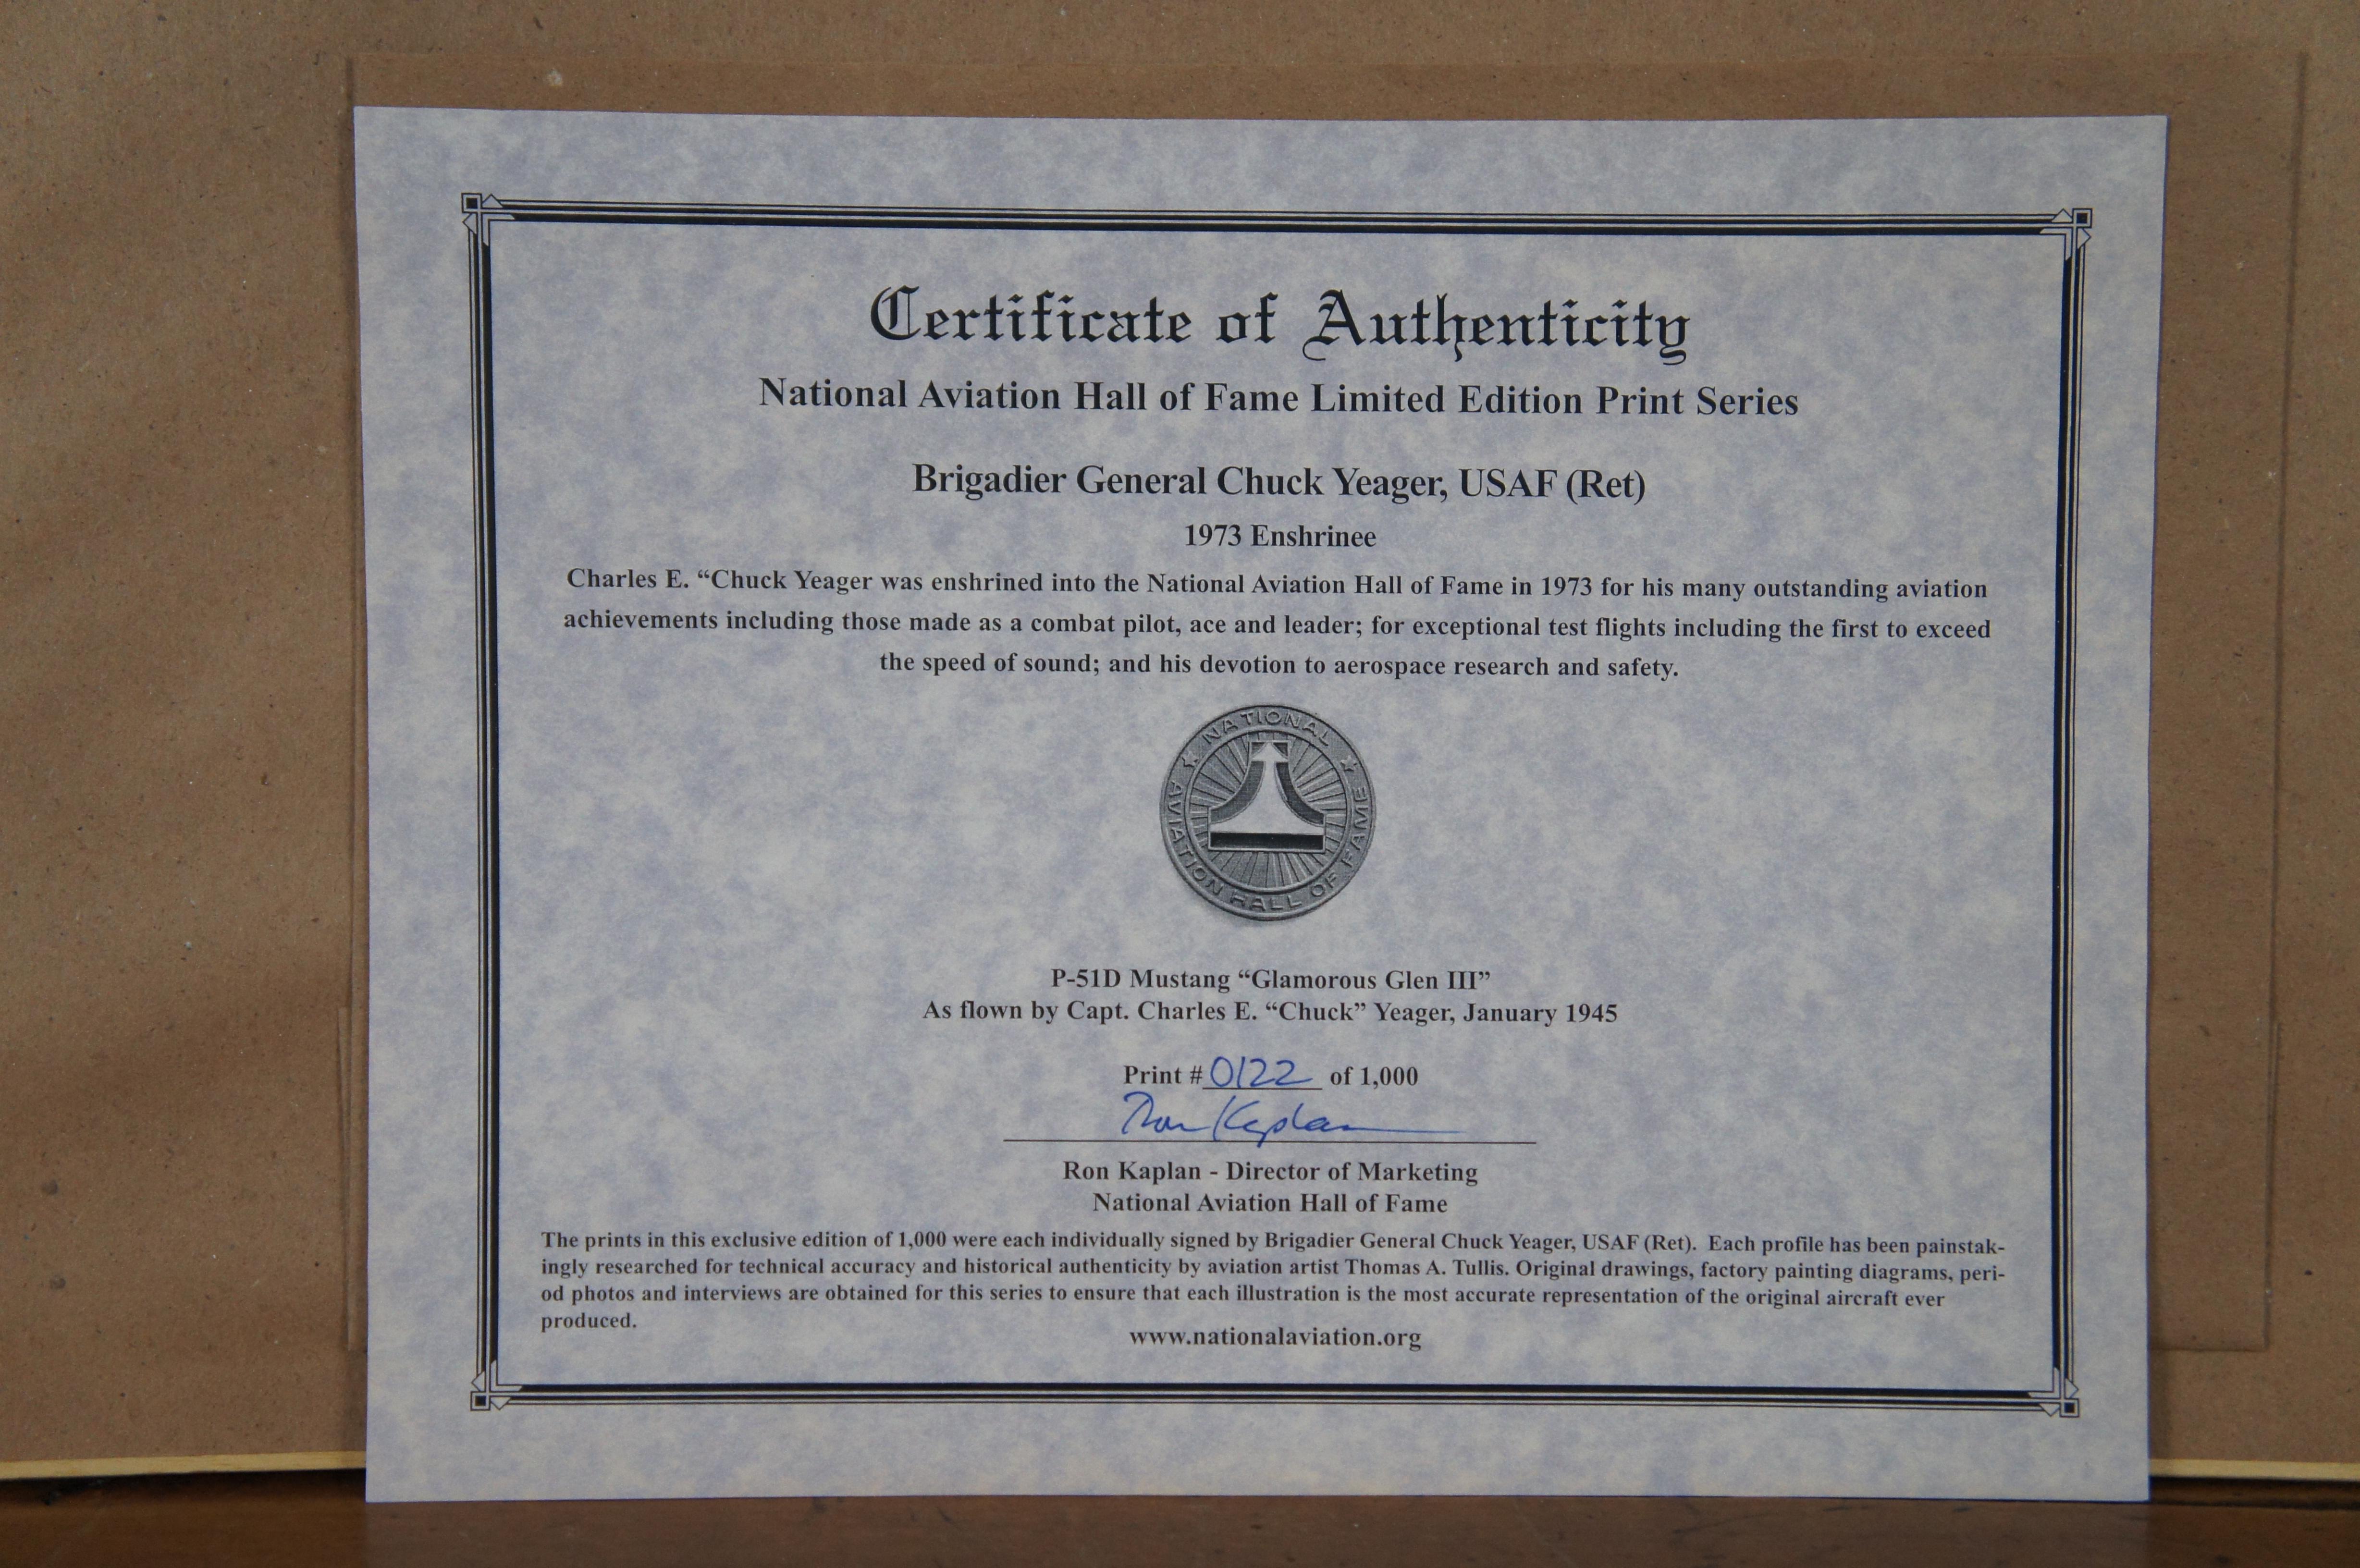 Certificate of Authenticity
National Aviation Hall of Fame Limited Edition Print Series
Brigadier General Chuck Yeager, USAF (Ret)
1973 Enshrinee
Charles E. “Chuck Yeager was enshrined into the National Aviation Hall of Fame in 1973 for his many outstanding aviation
achievements including those made as a combat pilot, ace and leader; for exceptional test flights including the first to exceed
the speed of sound; and his devotion to aerospace research and safety.
NATIONAL
AVIATION HALL OF FAME
P-51D Mustang “Glamorous Glen III”
As flown by Capt. Charles E. “Chuck” Yeager, January 1945
Print # 0122 of 1,000
Ron Kaplan
Ron Kaplan - Director of Marketing
National Aviation Hall of Fame
The prints in this exclusive edition of 1,000 were each individually signed by Brigadier General Chuck Yeager, USAF (Ret). Each profile has been painstak-
ingly researched for technical accuracy and historical authenticity by aviation artist Thomas A. Tullis. Original drawings, factory painting diagrams, peri-
od photos and interviews are obtained for this series to ensure that each illustration is the most accurate representation of the original aircraft ever
produced.
www.nationalaviation.org